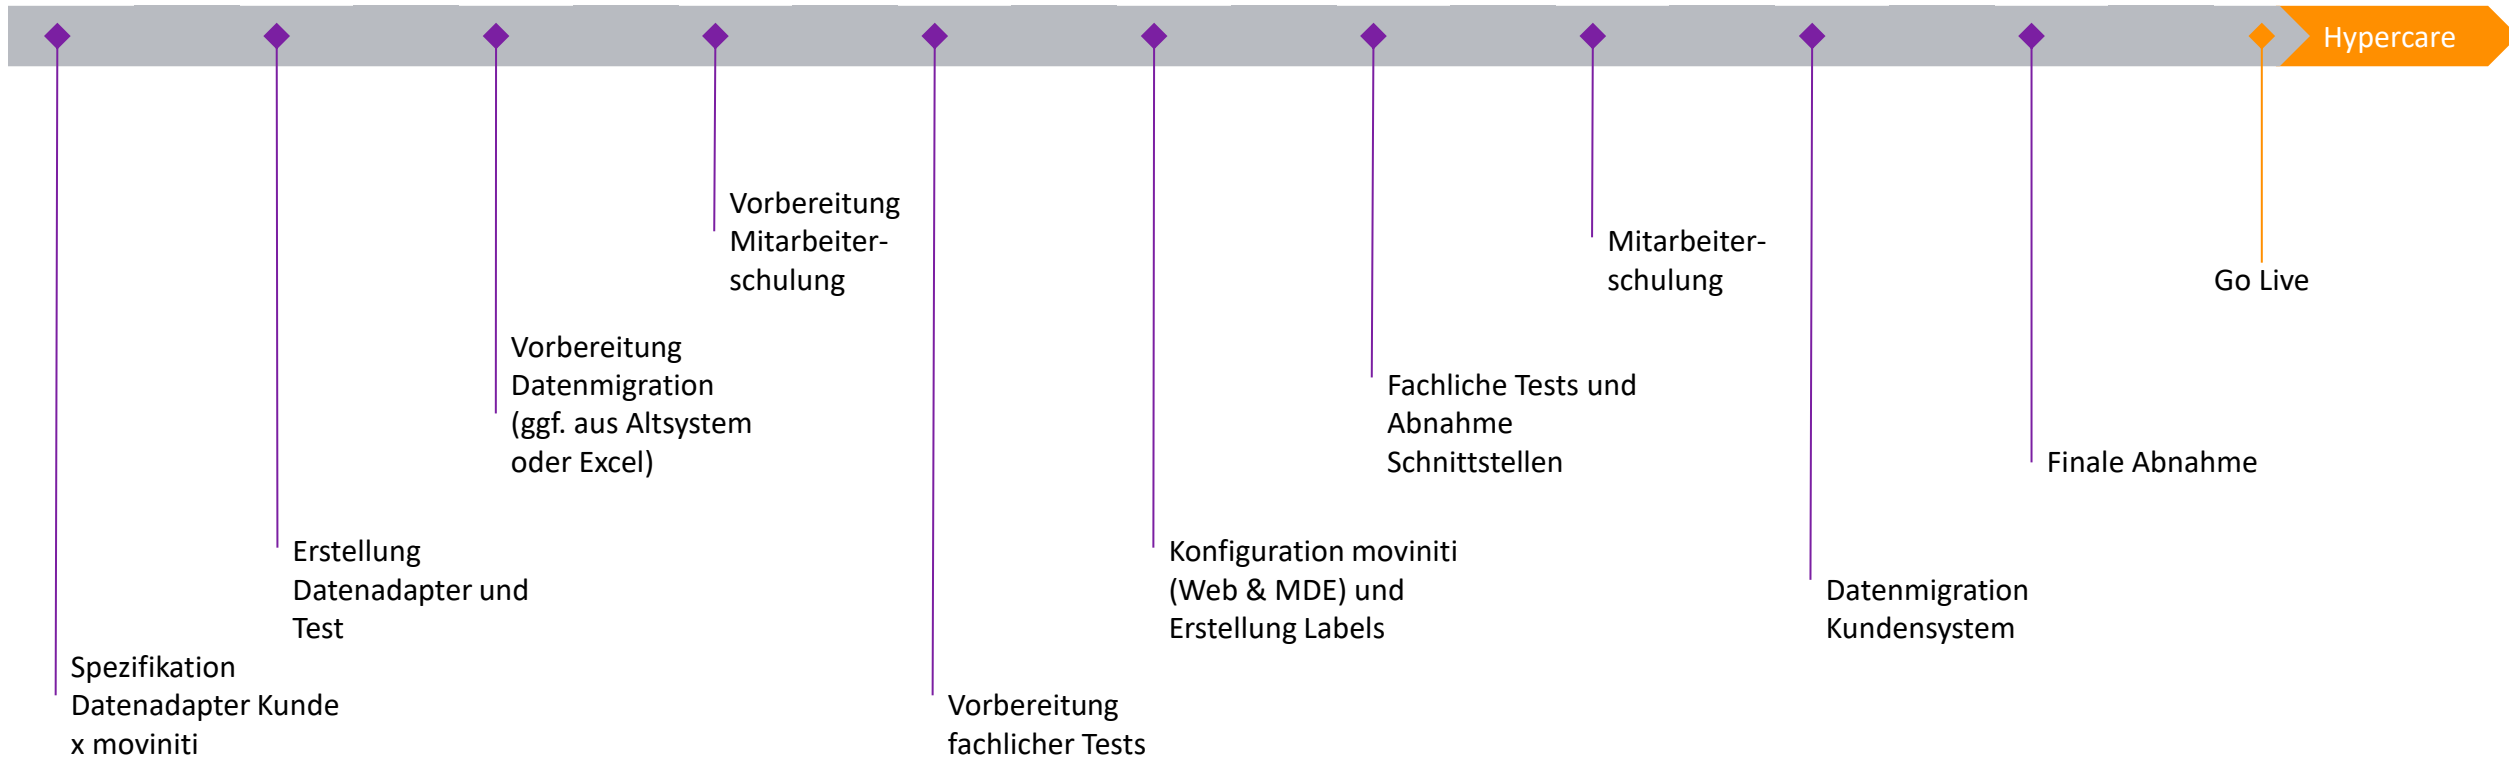 Hypercare
Spezifikation
Datenadapter Kunde
x moviniti
Erstellung
Datenadapter und
Test
Vorbereitung
Datenmigration
(ggf. aus Altsystem
oder Excel)
Vorbereitung
Mitarbeiter-
schulung
Vorbereitung
fachlicher Tests
Konfiguration moviniti
(Web & MDE) und
Erstellung Labels
Fachliche Tests und
Abnahme
Schnittstellen
Mitarbeiter-
schulung
Datenmigration
Kundensystem
Finale Abnahme
Go Live